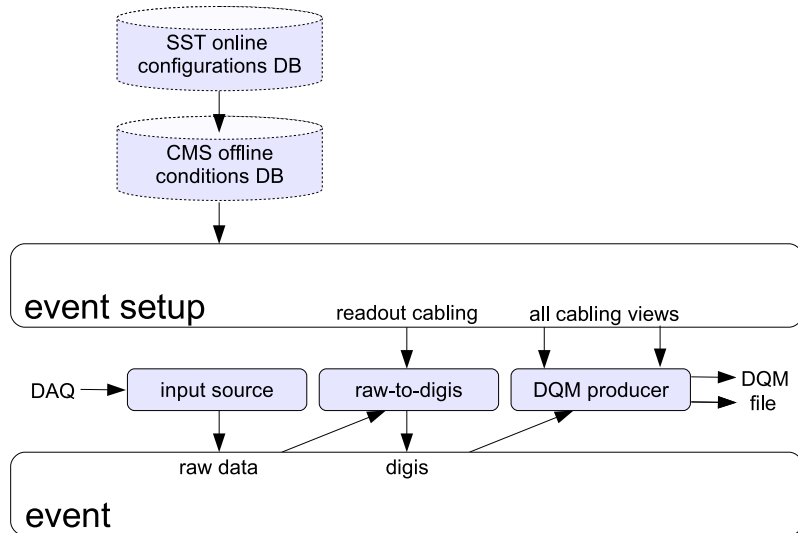 SST online
configurations DB
CMS offline
conditions DB
event setup
readout cabling
all cabling views
DAQ
input source
raw-to-digis
DQM producer
DQM
file
raw data
digis
event